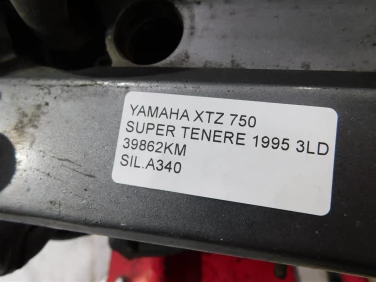 YAMAHA XTZ 750
SUPER TENERE 1995 3LD
39862KM
SIL.A340